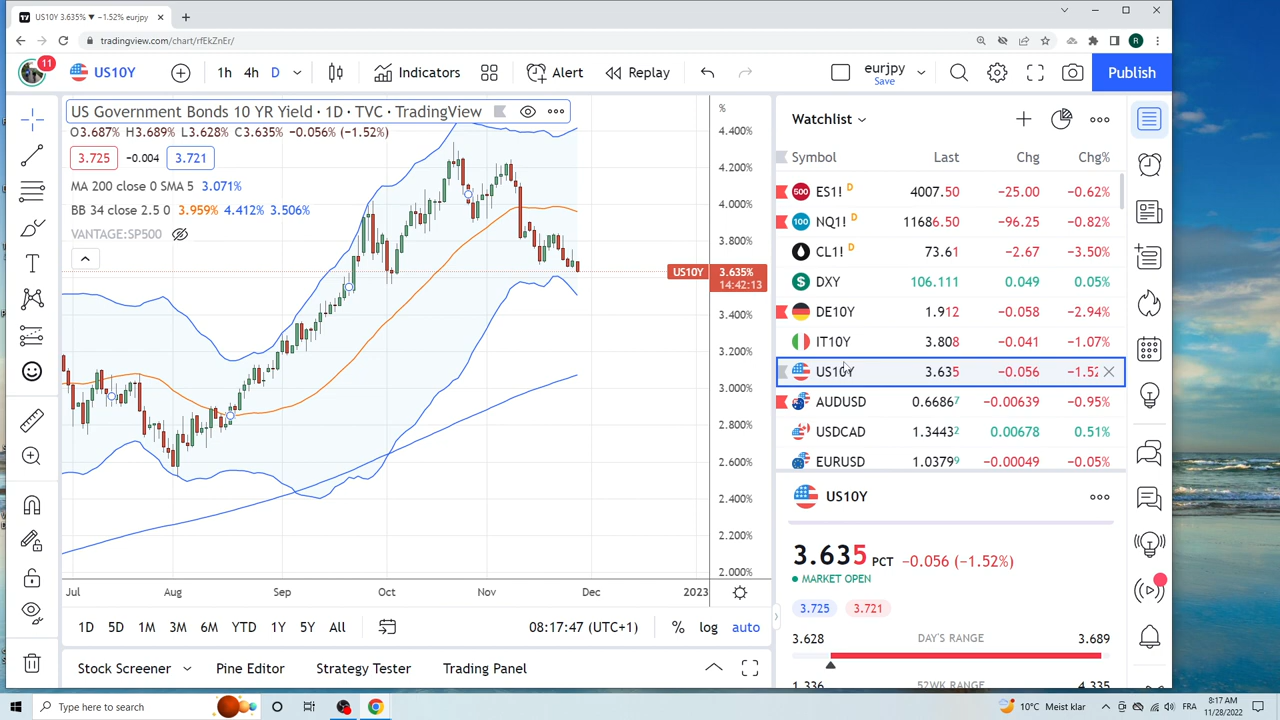 US10Y 3.635% ▼ −1.52% eurjpy
tradingview.com/chart/rfEkZnEr/
R
11
US10Y
1h 4h D
Indicators
Alert
Replay
eurjpy
Save
Publish
US Government Bonds 10 YR Yield · 1D · TVC · TradingView
O3.687% H3.689% L3.628% C3.635% −0.056 (−1.52%)
3.725 −0.004 3.721
MA 200 close 0 SMA 5 3.071%
BB 34 close 2.5 0 3.959% 4.412% 3.506%
VANTAGE:SP500
%
4.400%
4.200%
4.000%
3.800%
US10Y 3.635%
14:42:13
3.400%
3.200%
3.000%
2.800%
2.600%
2.400%
2.200%
2.000%
Jul Aug Sep Oct Nov Dec 2023
1D 5D 1M 3M 6M YTD 1Y 5Y All
08:17:47 (UTC+1)
% log auto
Stock Screener Pine Editor Strategy Tester Trading Panel
Watchlist
Symbol Last Chg Chg%
500 ES1! D 4007.50 −25.00 −0.62%
100 NQ1! D 11686.50 −96.25 −0.82%
CL1! D 73.61 −2.67 −3.50%
DXY 106.111 0.049 0.05%
DE10Y 1.912 −0.058 −2.94%
IT10Y 3.808 −0.041 −1.07%
US10Y 3.635 −0.056 −1.52
AUDUSD 0.66867 −0.00639 −0.95%
USDCAD 1.34432 0.00678 0.51%
EURUSD 1.03799 −0.00049 −0.05%
US10Y
3.635 PCT −0.056 (−1.52%)
MARKET OPEN
3.725 3.721
3.628 DAY'S RANGE 3.689
1.336 52WK RANGE 4.335
Type here to search
10°C Meist klar
FRA
8:17 AM
11/28/2022